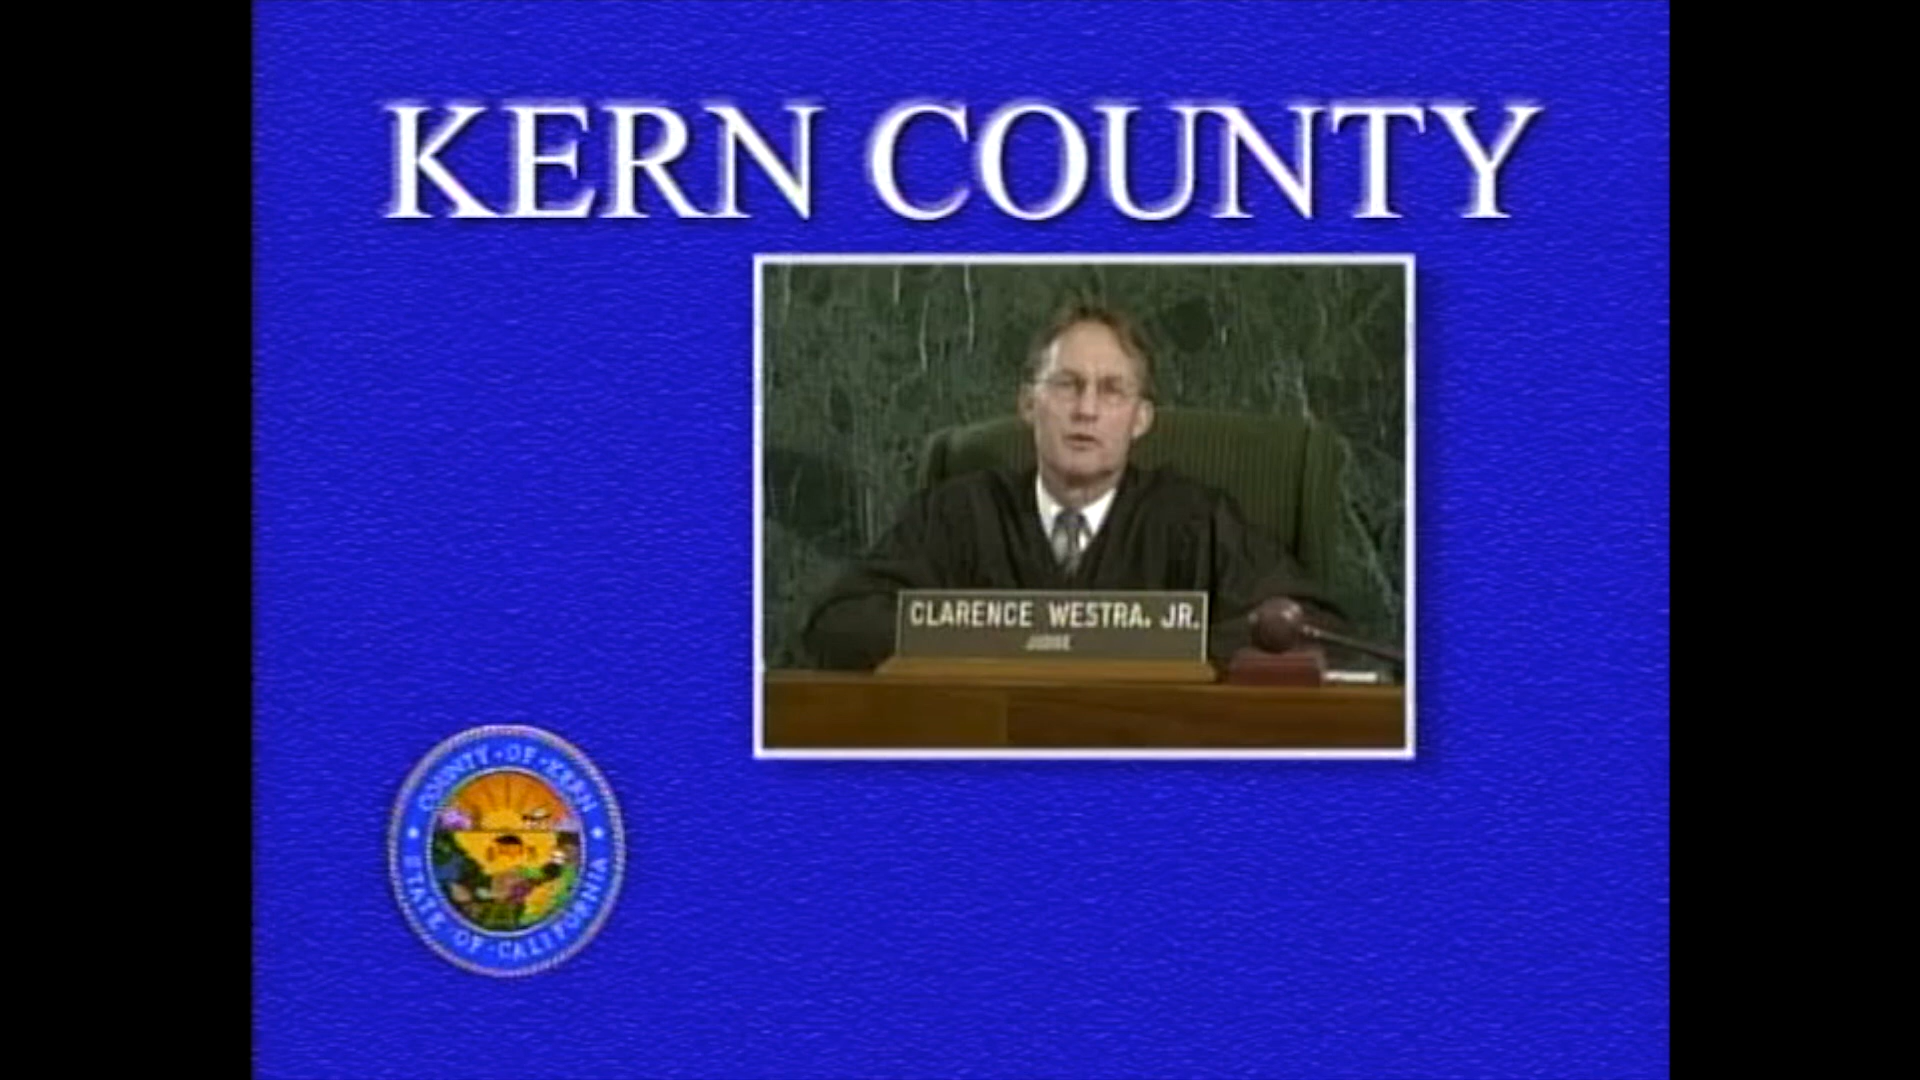 KERN COUNTY
CLARENCE WESTRA, JR.
JUDGE
COUNTY • OF • KERN
STATE • OF • CALIFORNIA